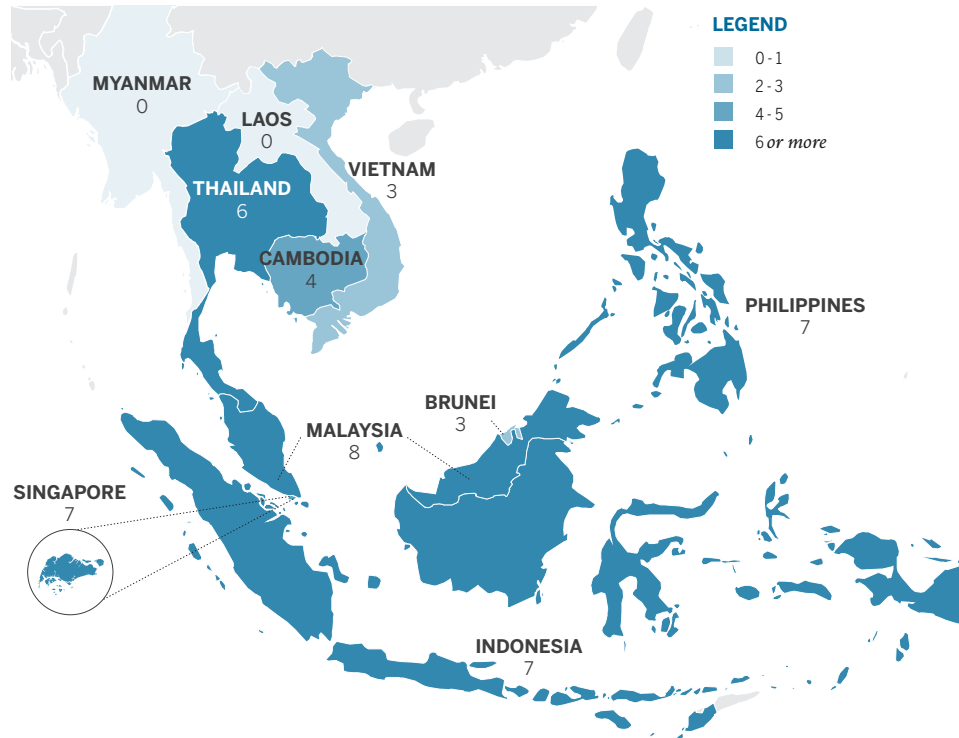 LEGEND
0 - 1
2 - 3
4 - 5
6 or more
MYANMAR
0
LAOS
0
VIETNAM
3
THAILAND
6
CAMBODIA
4
PHILIPPINES
7
BRUNEI
3
MALAYSIA
8
SINGAPORE
7
INDONESIA
7